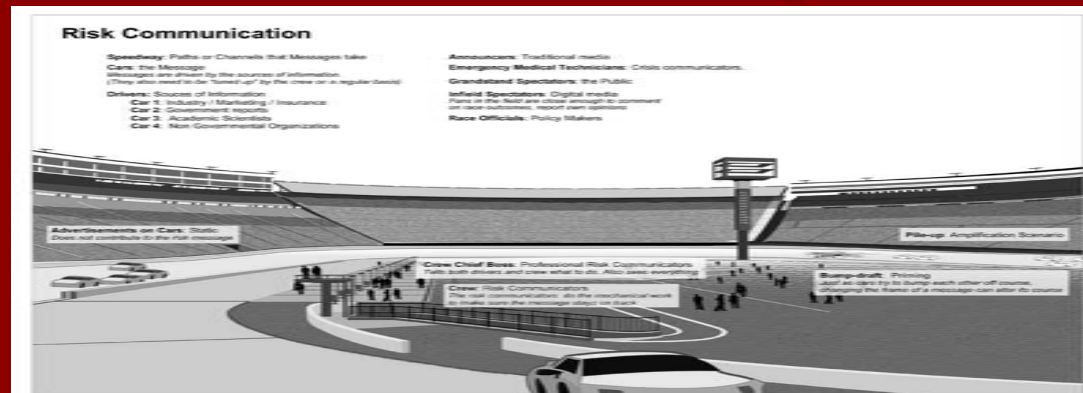 Risk Communication
Speedway: Paths or Channels that Messages take
Cars: the Message
Messages are driven by the sources of information.
(They also need to be "tuned up" by the crew on a regular basis)
Drivers: Souces of Information
Car 1: Industry / Marketing / Insurance
Car 2: Government reports
Car 3: Academic Scientists
Car 4: Non Governmental Organizations
Announcers: Traditional media
Emergency Medical Technicians: Crisis communicators.
Grandstand Spectators: the Public
Infield Spectators: Digital media
Fans in the field are close enough to comment
on race outcomes, report own opinions
Race Officials: Policy Makers
Advertisements on Cars: Static
Does not contribute to the risk message
Pile-up: Amplification Scenario
Crew Chief Boss: Professional Risk Communicators
Tells both drivers and crew what to do. Also sees everything
Bump-draft: Priming
Just as cars try to bump each other off course,
changing the frame of a message can alter its course
Crew: Risk Communicators
The risk communicators do the mechanical work
to make sure the message stays on track